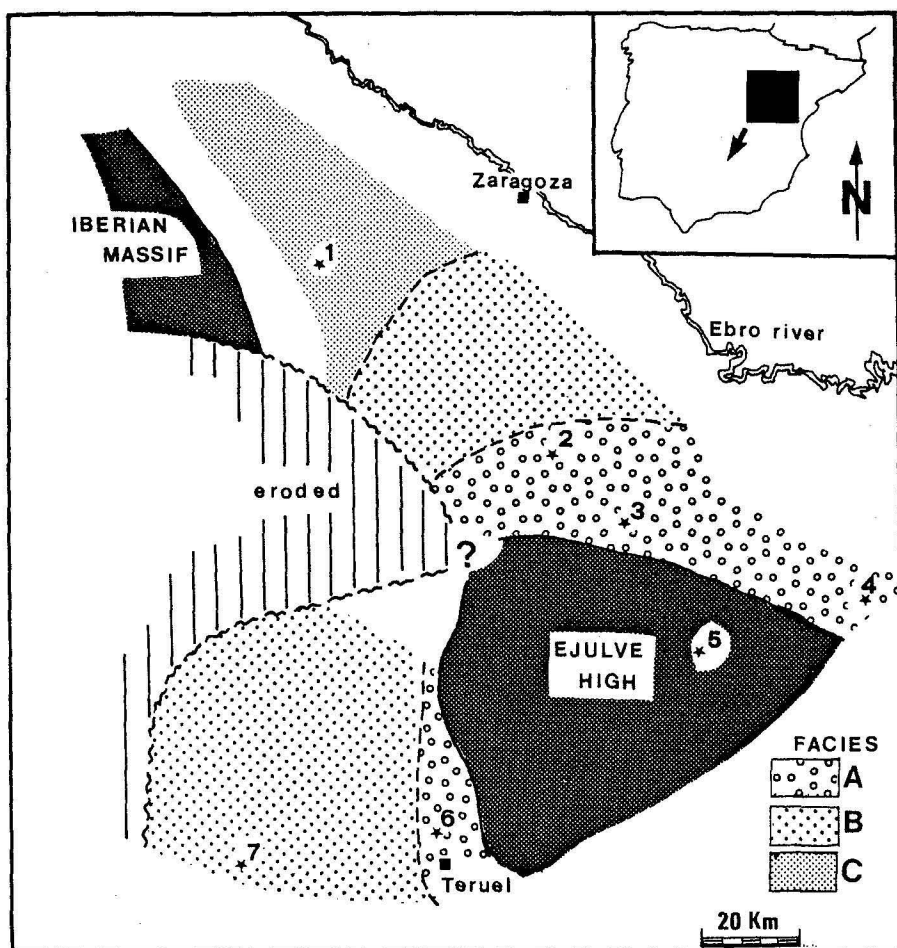 N
Zaragoza
IBERIAN
MASSIF
1
Ebro river
2
eroded
3
?
4
EJULVE
HIGH
5
FACIES
A
B
C
6
7
Teruel
20 Km